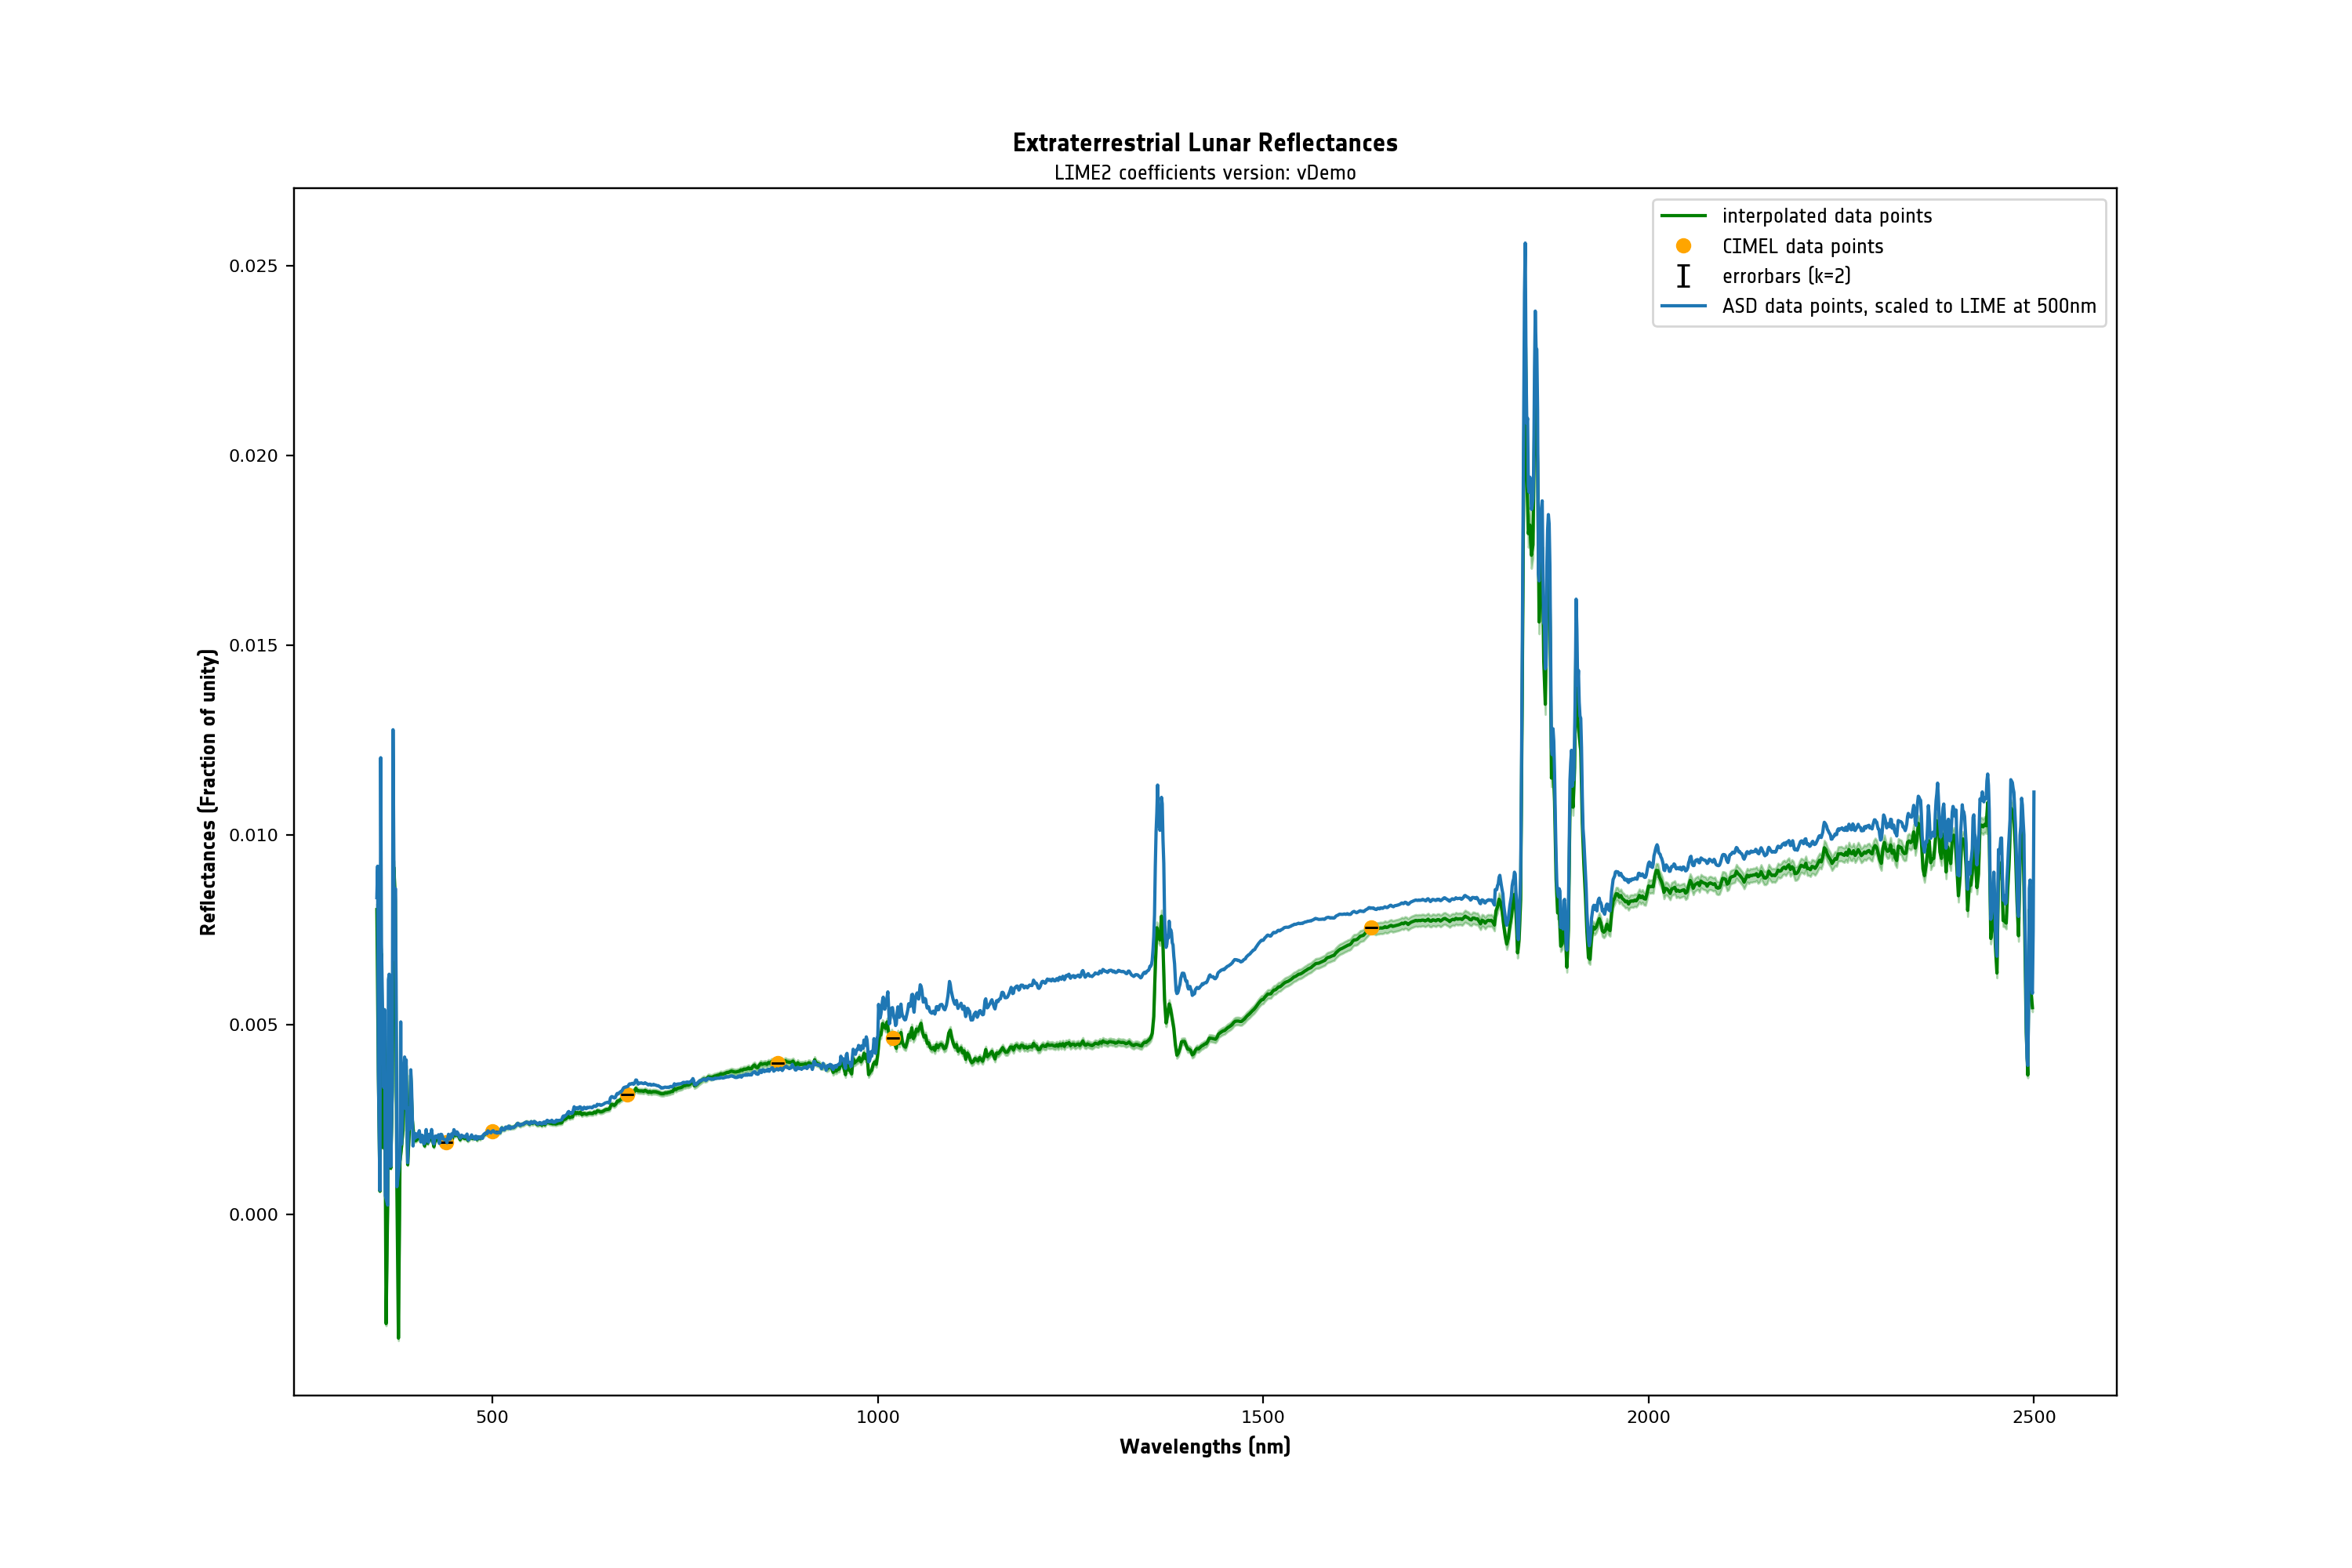 Extraterrestrial Lunar Reflectances
LIME2 coefficients version: vDemo
interpolated data points
CIMEL data points
errorbars (k=2)
ASD data points, scaled to LIME at 500nm
Reflectances (Fraction of unity)
0.025
0.020
0.015
0.010
0.005
0.000
500 1000 1500 2000 2500
Wavelengths (nm)